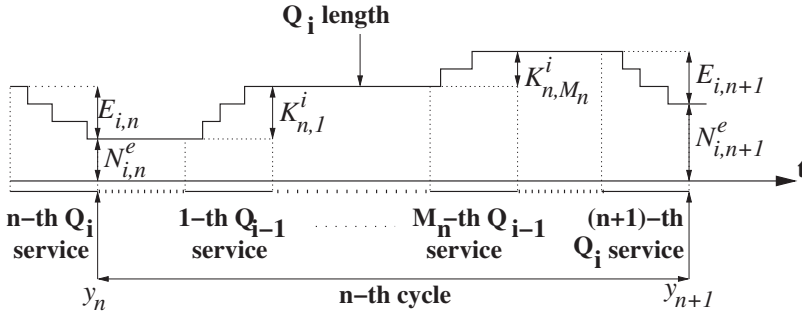 Q i length
E i,n
N e i,n
K i n,1
K i n,M n
E i,n+1
N e i,n+1
t
n−th Q i service
1−th Q i−1 service
. . . . . . .
M n −th Q i−1 service
(n+1)−th Q i service
y n
n−th cycle
y n+1